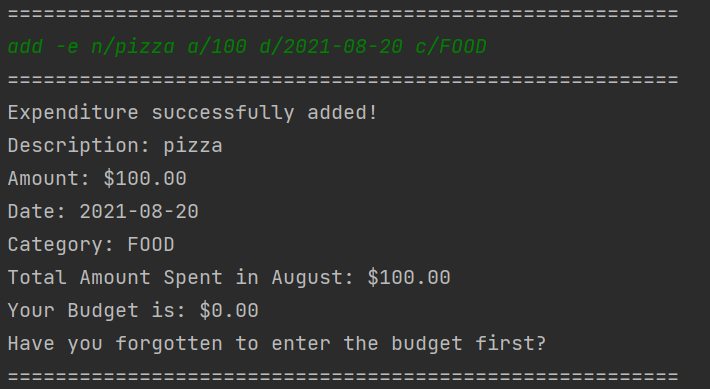 ========================================================
add -e n/pizza a/100 d/2021-08-20 c/FOOD
========================================================
Expenditure successfully added!
Description: pizza
Amount: $100.00
Date: 2021-08-20
Category: FOOD
Total Amount Spent in August: $100.00
Your Budget is: $0.00
Have you forgotten to enter the budget first?
========================================================